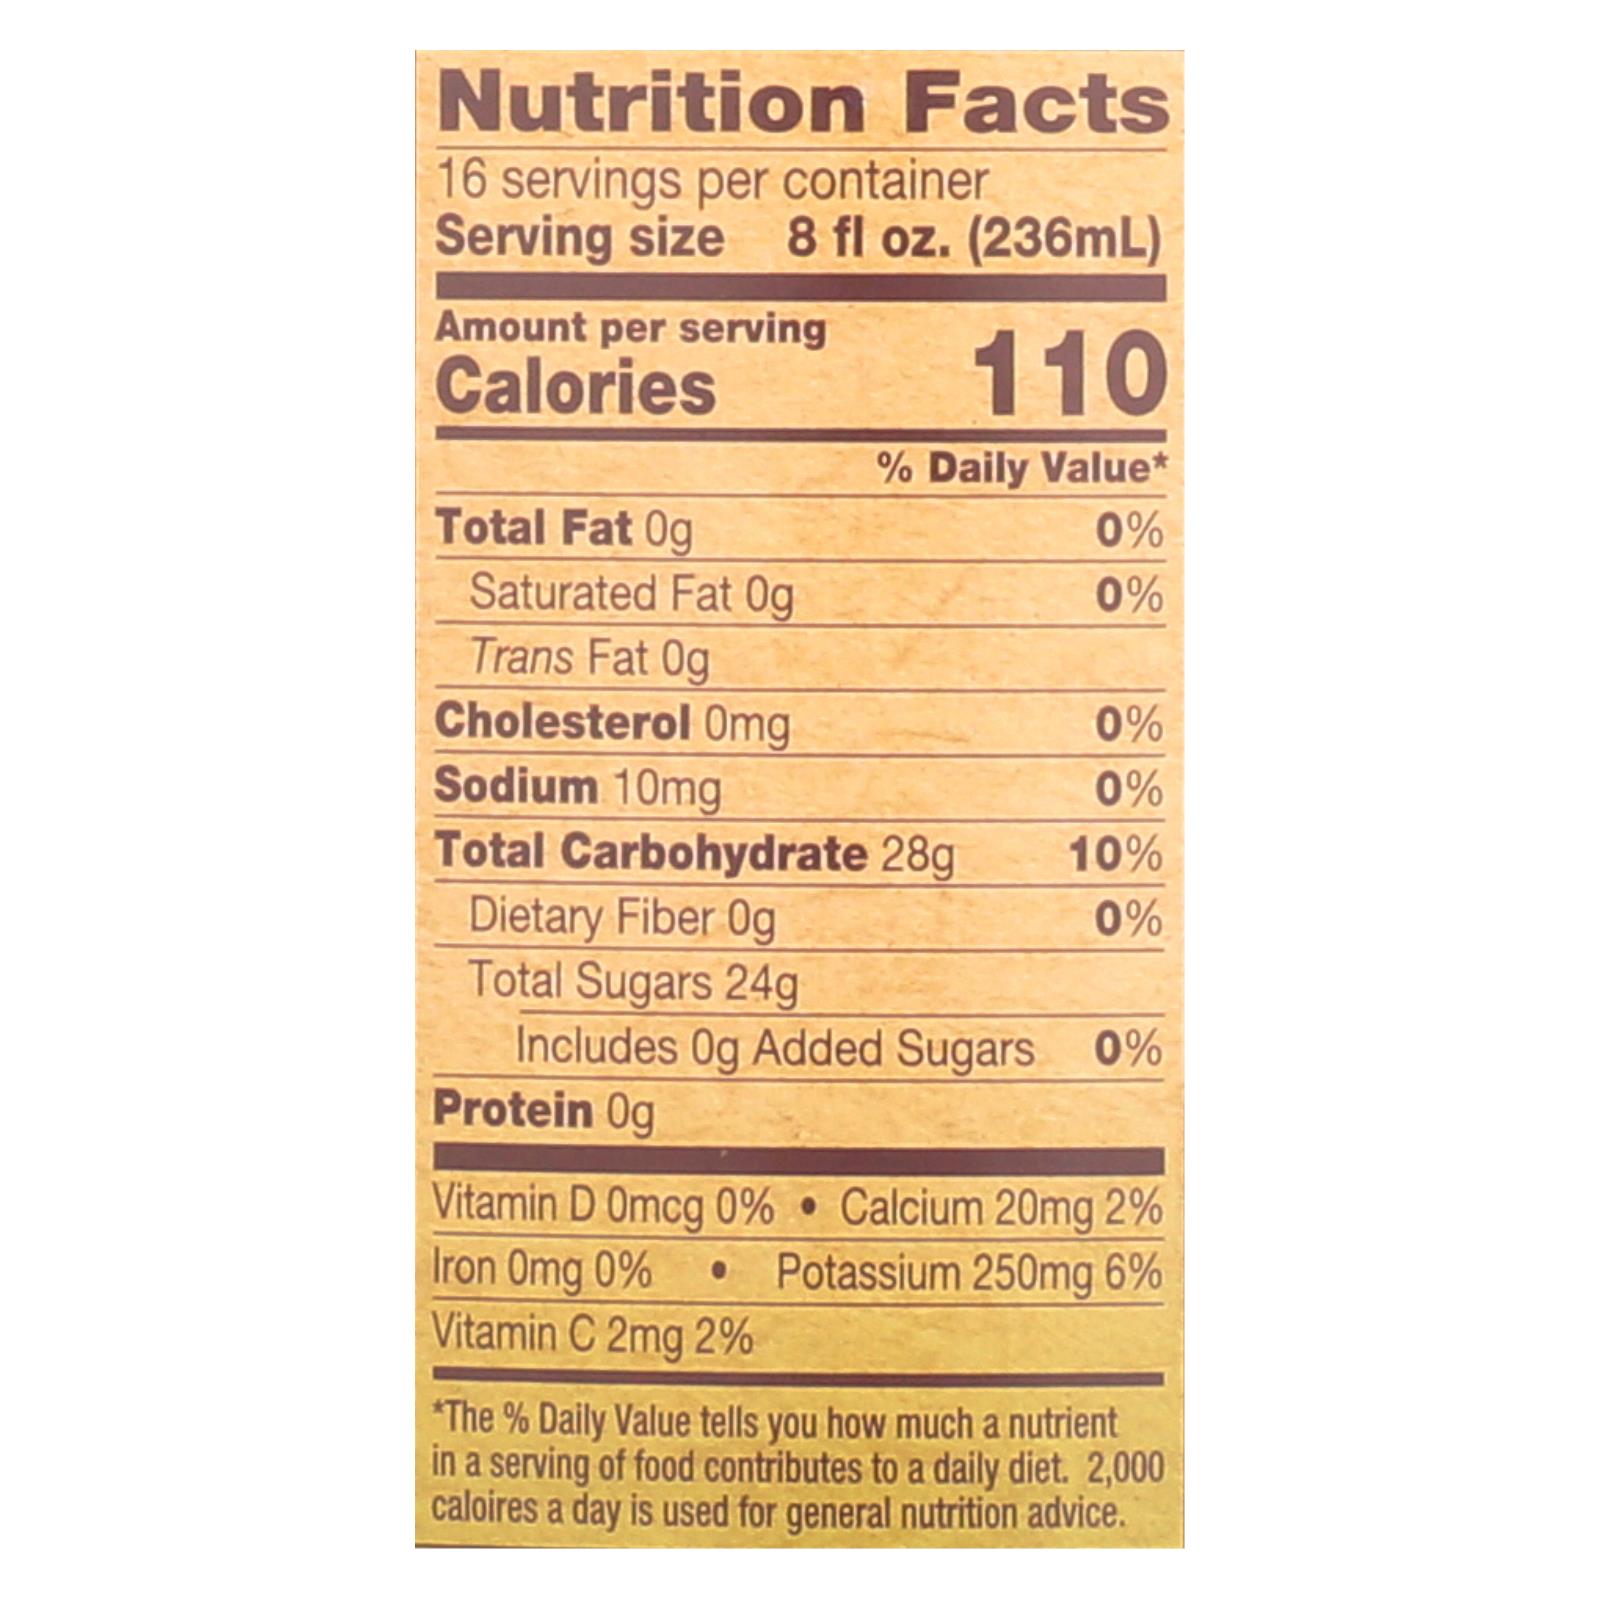 Nutrition Facts
16 servings per container
Serving size 8 fl oz. (236mL)
Amount per serving
Calories 110
% Daily Value*
Total Fat 0g 0%
Saturated Fat 0g 0%
Trans Fat 0g
Cholesterol 0mg 0%
Sodium 10mg 0%
Total Carbohydrate 28g 10%
Dietary Fiber 0g 0%
Total Sugars 24g
Includes 0g Added Sugars 0%
Protein 0g
Vitamin D 0mcg 0% • Calcium 20mg 2%
Iron 0mg 0% • Potassium 250mg 6%
Vitamin C 2mg 2%
*The % Daily Value tells you how much a nutrient
in a serving of food contributes to a daily diet. 2,000
caloires a day is used for general nutrition advice.